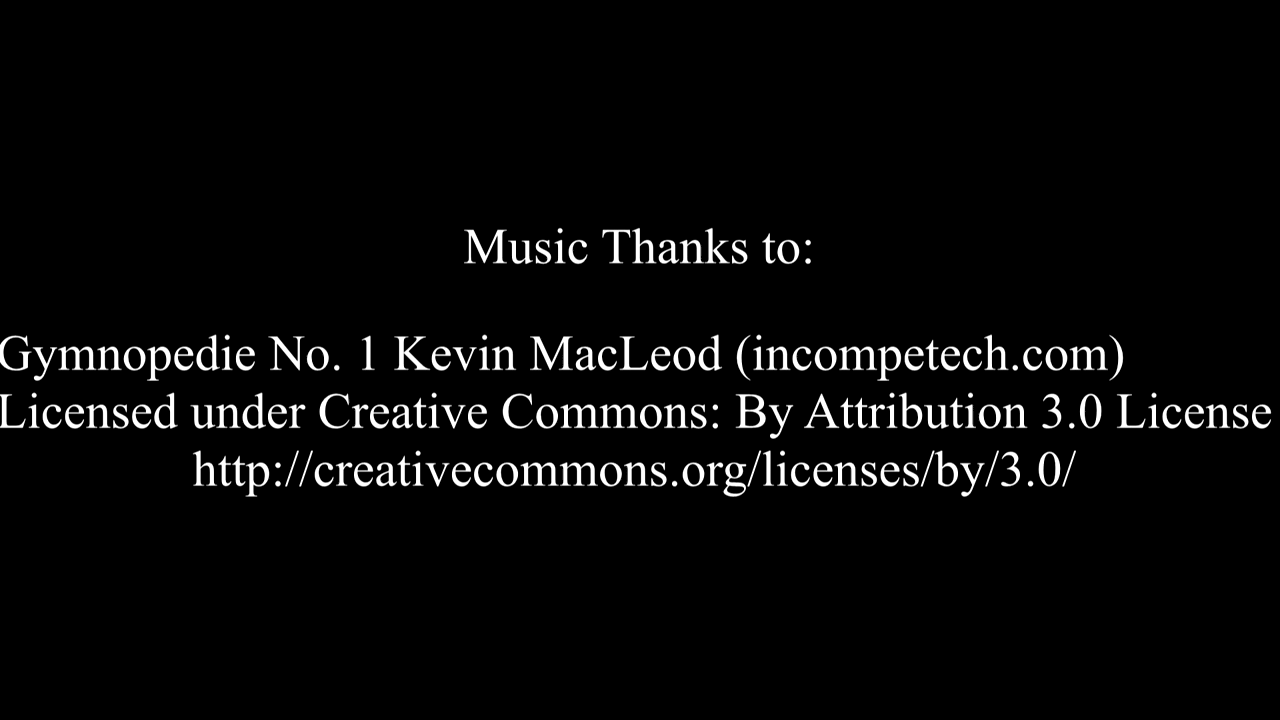 Music Thanks to:
Gymnopedie No. 1 Kevin MacLeod (incompetech.com)
Licensed under Creative Commons: By Attribution 3.0 License
http://creativecommons.org/licenses/by/3.0/